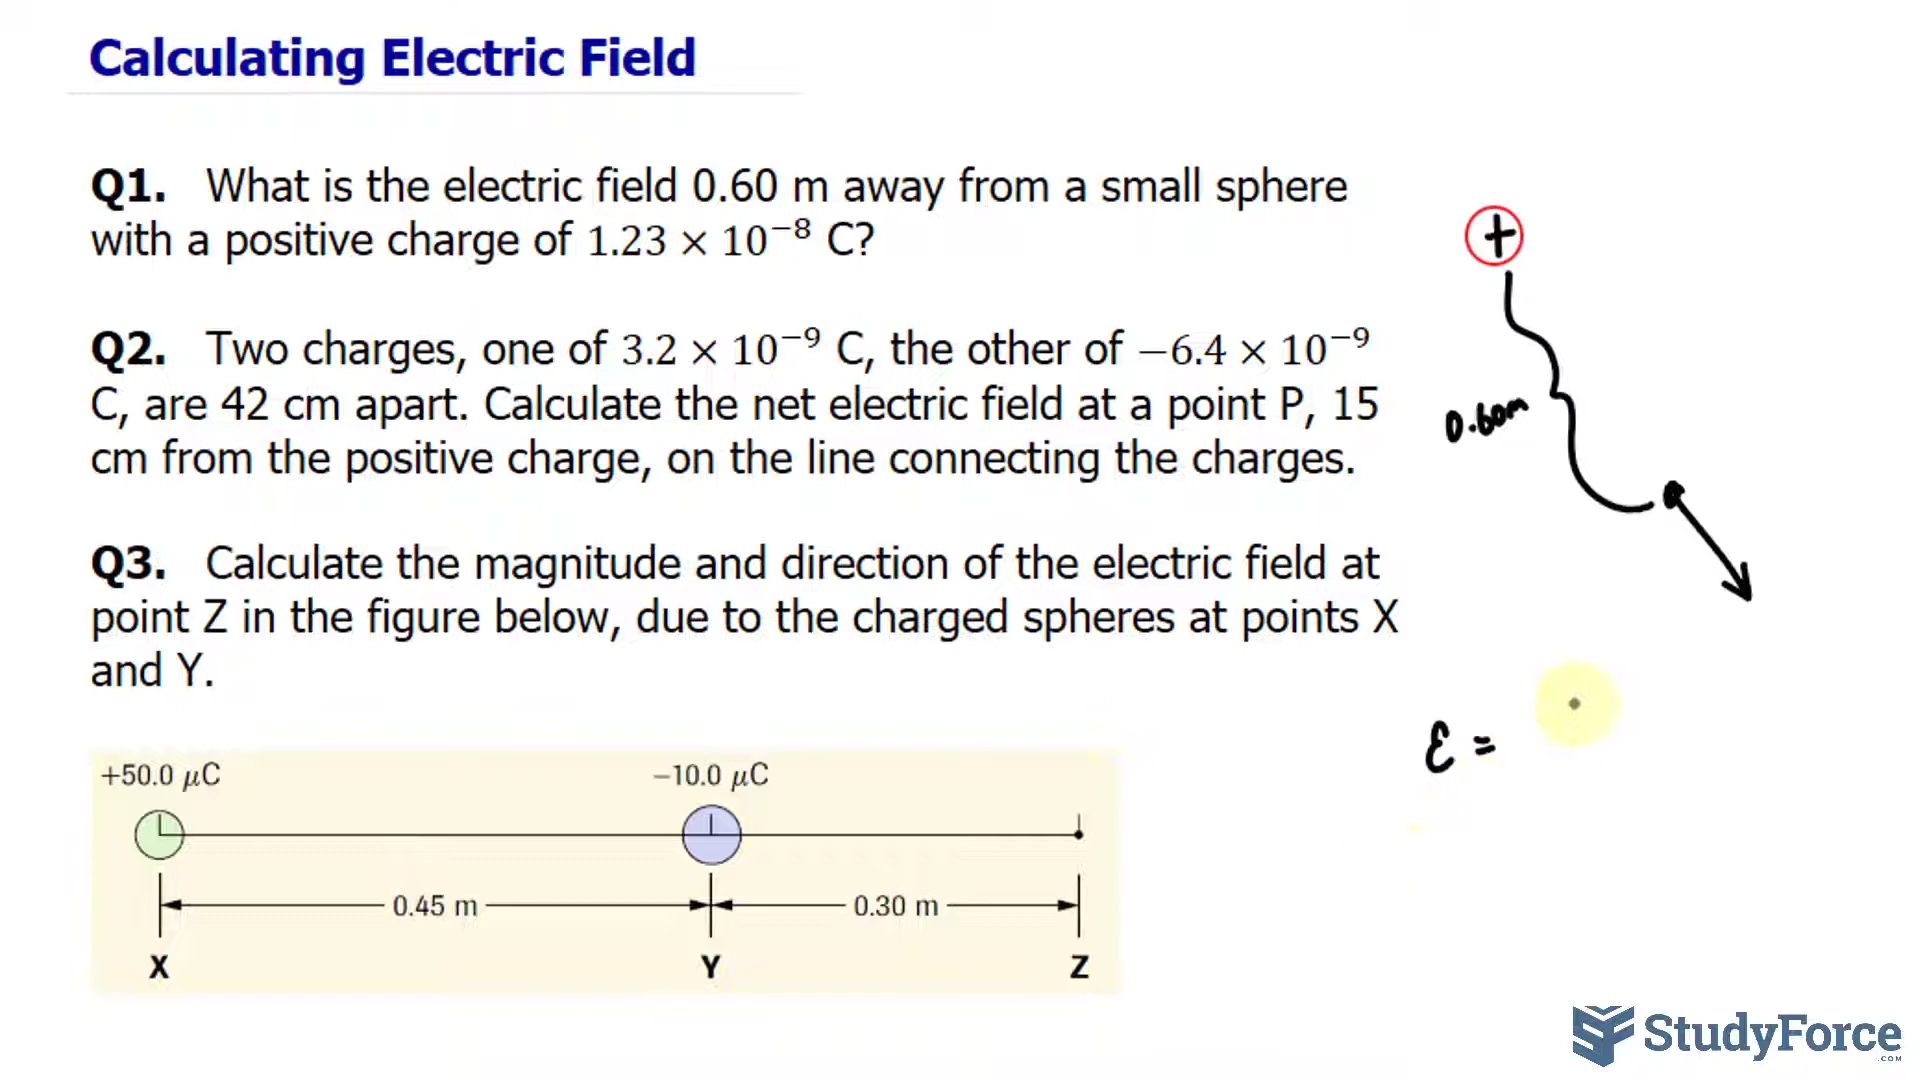 Calculating Electric Field
Q1. What is the electric field 0.60 m away from a small sphere
with a positive charge of 1.23 × 10⁻⁸ C?
+
Q2. Two charges, one of 3.2 × 10⁻⁹ C, the other of −6.4 × 10⁻⁹
C, are 42 cm apart. Calculate the net electric field at a point P, 15
cm from the positive charge, on the line connecting the charges.
0.60m
Q3. Calculate the magnitude and direction of the electric field at
point Z in the figure below, due to the charged spheres at points X
and Y.
ε =
+50.0 μC
−10.0 μC
0.45 m
0.30 m
X
Y
Z
StudyForce
.COM